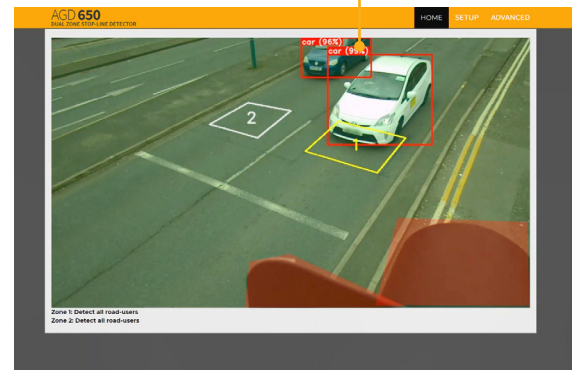 AGD 650
DUAL ZONE STOP-LINE DETECTOR
HOME SETUP ADVANCED
car (96%)
car (99%)
2
1
Zone 1: Detect all road-users
Zone 2: Detect all road-users